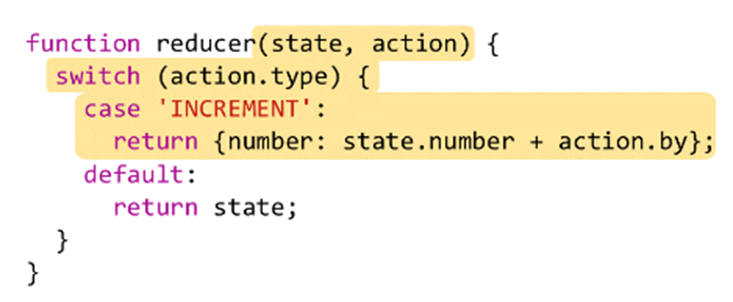 function reducer(state, action) {
  switch (action.type) {
    case 'INCREMENT':
      return {number: state.number + action.by};
    default:
      return state;
  }
}